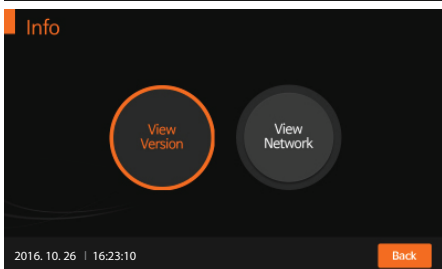 Info
View
Version
View
Network
2016. 10. 26 | 16:23:10
Back